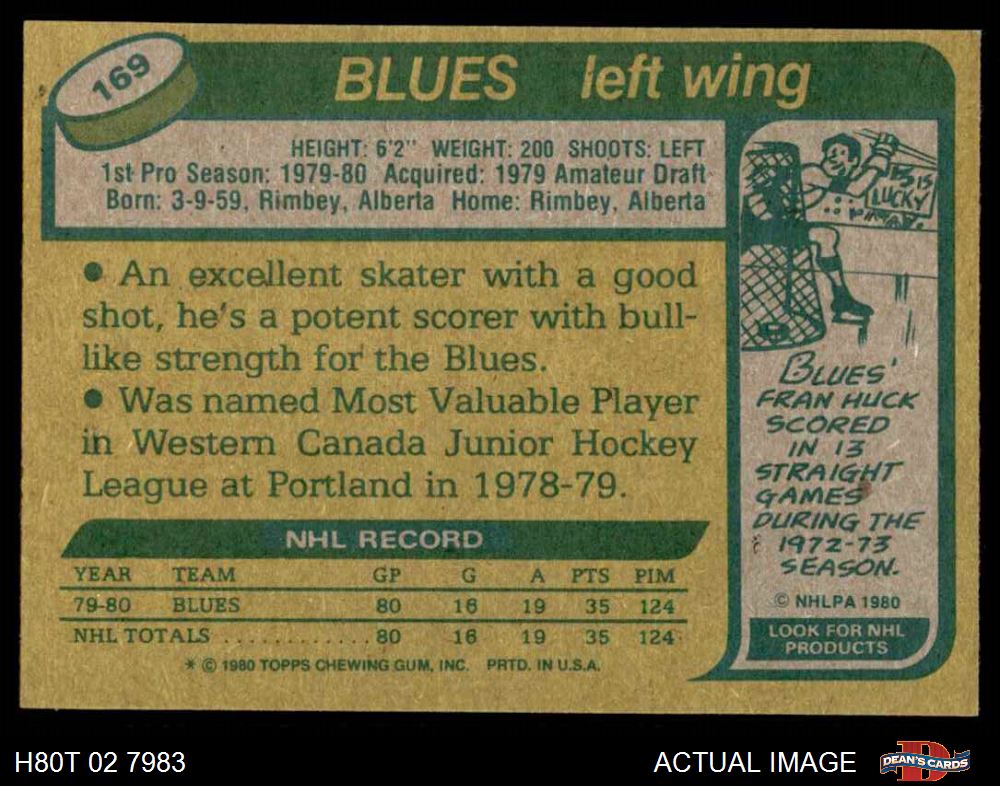 169
BLUES left wing
HEIGHT: 6'2" WEIGHT: 200 SHOOTS: LEFT
1st Pro Season: 1979-80 Acquired: 1979 Amateur Draft
Born: 3-9-59, Rimbey, Alberta Home: Rimbey, Alberta
• An excellent skater with a good
shot, he's a potent scorer with bull-
like strength for the Blues.
• Was named Most Valuable Player
in Western Canada Junior Hockey
League at Portland in 1978-79.
NHL RECORD
YEAR TEAM GP G A PTS PIM
79-80 BLUES 80 16 19 35 124
NHL TOTALS . . . . . . . . . . . . 80 16 19 35 124
* © 1980 TOPPS CHEWING GUM, INC. PRTD. IN U.S.A.
13 IS
LUCKY
BLUES'
FRAN HUCK
SCORED
IN 13
STRAIGHT
GAMES
DURING THE
1972-73
SEASON.
© NHLPA 1980
LOOK FOR NHL
PRODUCTS
H80T 02 7983
ACTUAL IMAGE
D
DEAN'S CARDS